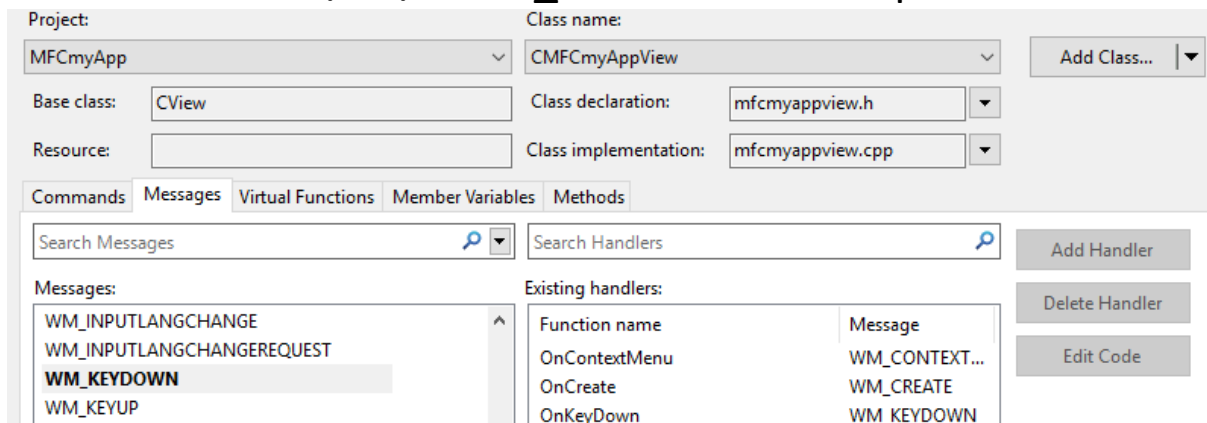 Project: Class name:
MFCmyApp CMFCmyAppView Add Class...
Base class: CView Class declaration: mfcmyappview.h
Resource: Class implementation: mfcmyappview.cpp
Commands Messages Virtual Functions Member Variables Methods
Search Messages Search Handlers Add Handler
Messages: Existing handlers: Delete Handler
WM_INPUTLANGCHANGE Function name Message
WM_INPUTLANGCHANGEREQUEST OnContextMenu WM_CONTEXT... Edit Code
WM_KEYDOWN OnCreate WM_CREATE
WM_KEYUP OnKeyDown WM_KEYDOWN